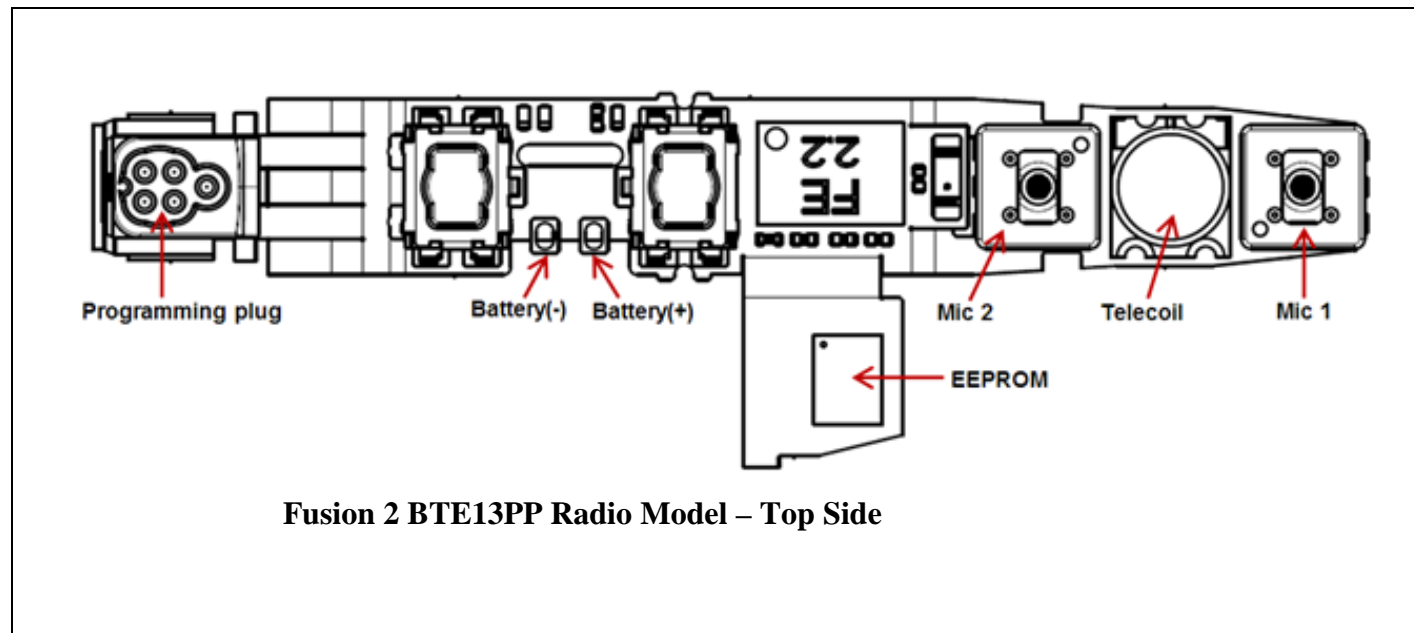 2.2
FE
Programming plug
Battery(-)
Battery(+)
Mic 2
Telecoil
Mic 1
EEPROM
Fusion 2 BTE13PP Radio Model – Top Side